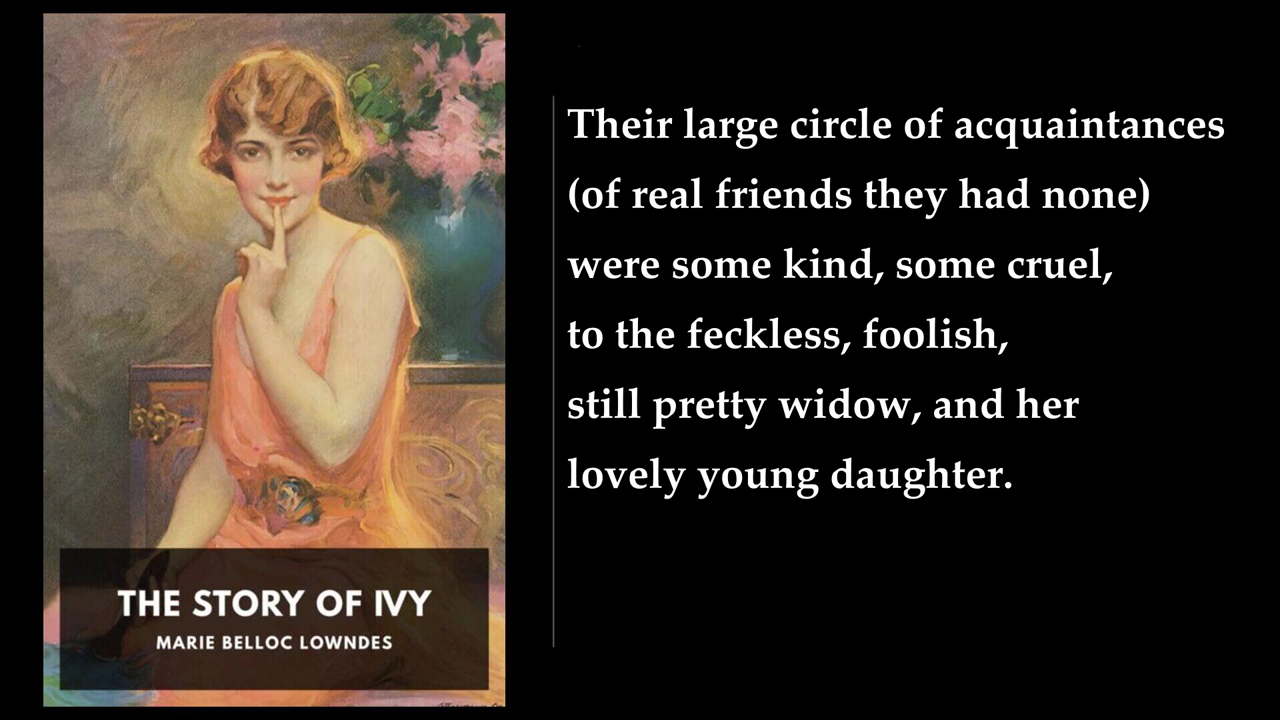 THE STORY OF IVY
MARIE BELLOC LOWNDES
Their large circle of acquaintances
(of real friends they had none)
were some kind, some cruel,
to the feckless, foolish,
still pretty widow, and her
lovely young daughter.